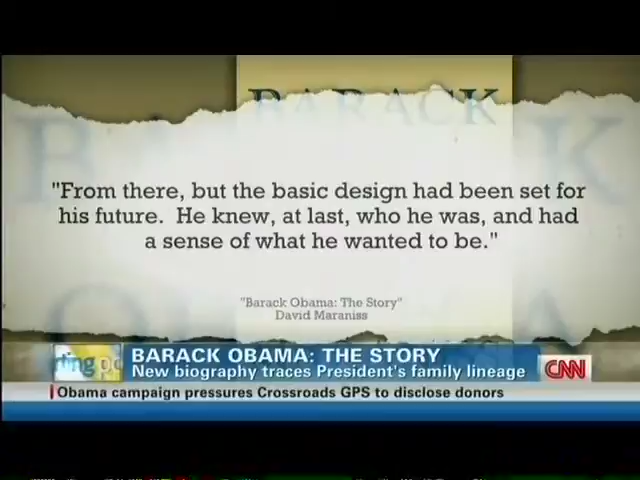 BARACK
"From there, but the basic design had been set for
his future. He knew, at last, who he was, and had
a sense of what he wanted to be."
"Barack Obama: The Story"
David Maraniss
BARACK OBAMA: THE STORY
New biography traces President's family lineage
CNN
Obama campaign pressures Crossroads GPS to disclose donors